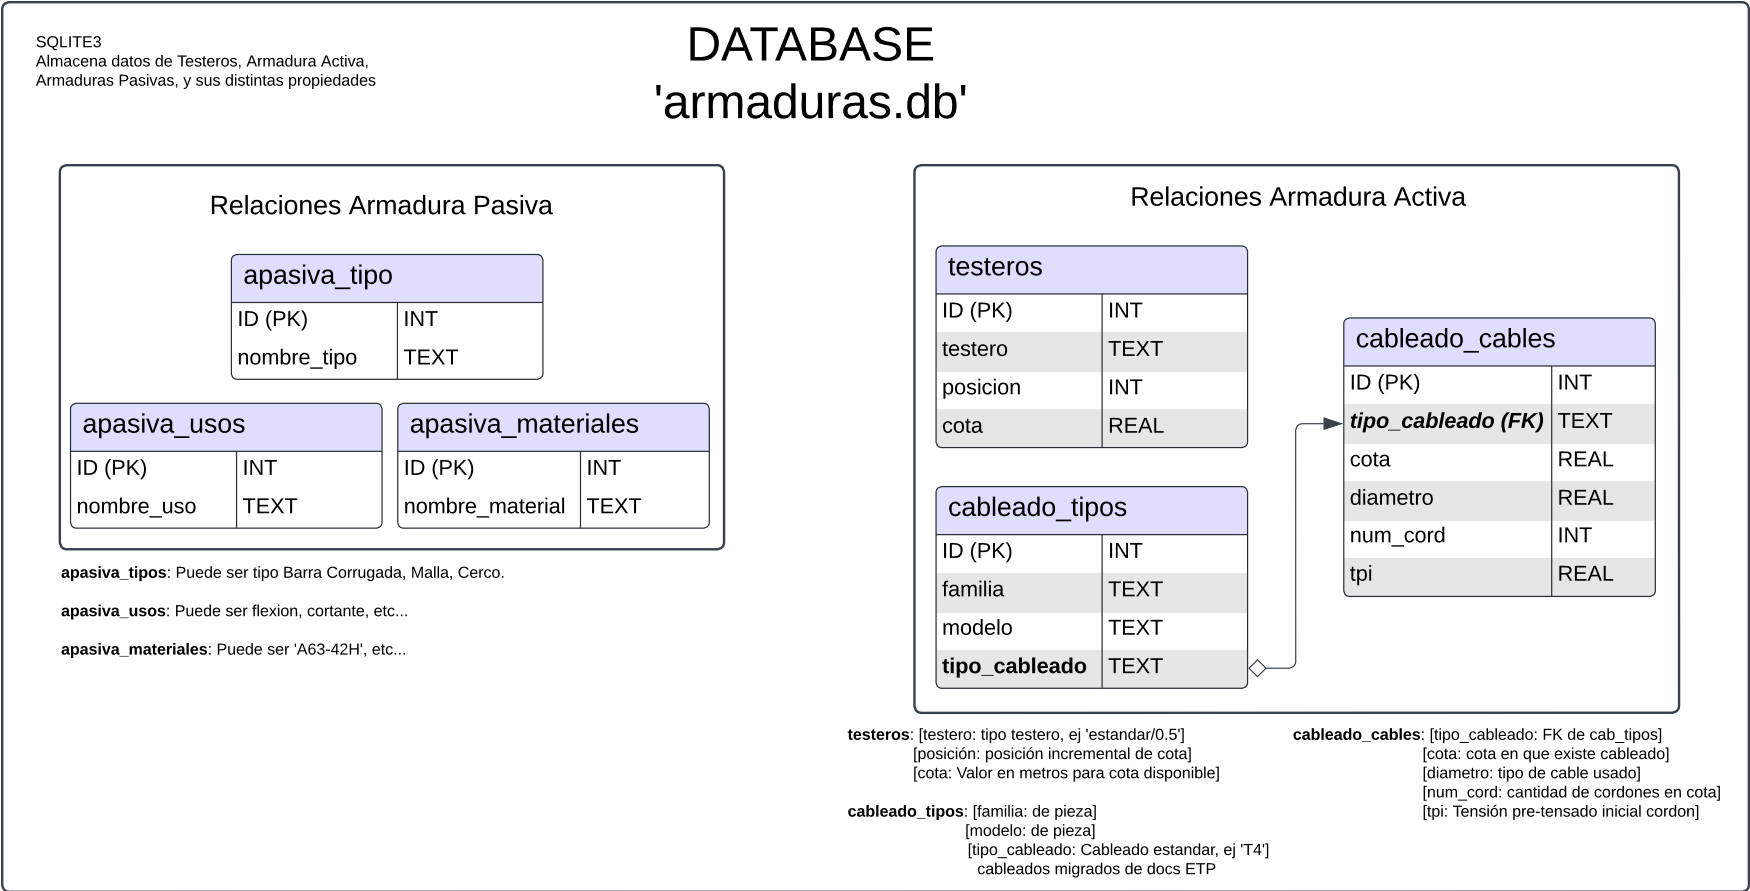 SQLITE3
Almacena datos de Testeros, Armadura Activa,
Armaduras Pasivas, y sus distintas propiedades
DATABASE
'armaduras.db'
Relaciones Armadura Pasiva
apasiva_tipo
ID (PK) INT
nombre_tipo TEXT
apasiva_usos
ID (PK) INT
nombre_uso TEXT
apasiva_materiales
ID (PK) INT
nombre_material TEXT
apasiva_tipos: Puede ser tipo Barra Corrugada, Malla, Cerco.
apasiva_usos: Puede ser flexion, cortante, etc...
apasiva_materiales: Puede ser 'A63-42H', etc...
Relaciones Armadura Activa
testeros
ID (PK) INT
testero TEXT
posicion INT
cota REAL
cableado_tipos
ID (PK) INT
familia TEXT
modelo TEXT
tipo_cableado TEXT
cableado_cables
ID (PK) INT
tipo_cableado (FK) TEXT
cota REAL
diametro REAL
num_cord INT
tpi REAL
testeros: [testero: tipo testero, ej 'estandar/0.5']
[posición: posición incremental de cota]
[cota: Valor en metros para cota disponible]
cableado_tipos: [familia: de pieza]
[modelo: de pieza]
[tipo_cableado: Cableado estandar, ej 'T4']
cableados migrados de docs ETP
cableado_cables: [tipo_cableado: FK de cab_tipos]
[cota: cota en que existe cableado]
[diametro: tipo de cable usado]
[num_cord: cantidad de cordones en cota]
[tpi: Tensión pre-tensado inicial cordon]